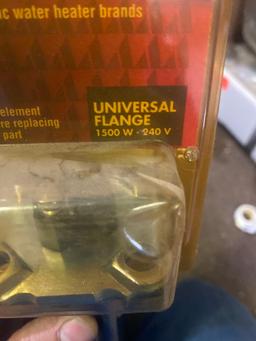 ic water heater brands
element
re replacing
part
UNIVERSAL
FLANGE
1500 W - 240 V